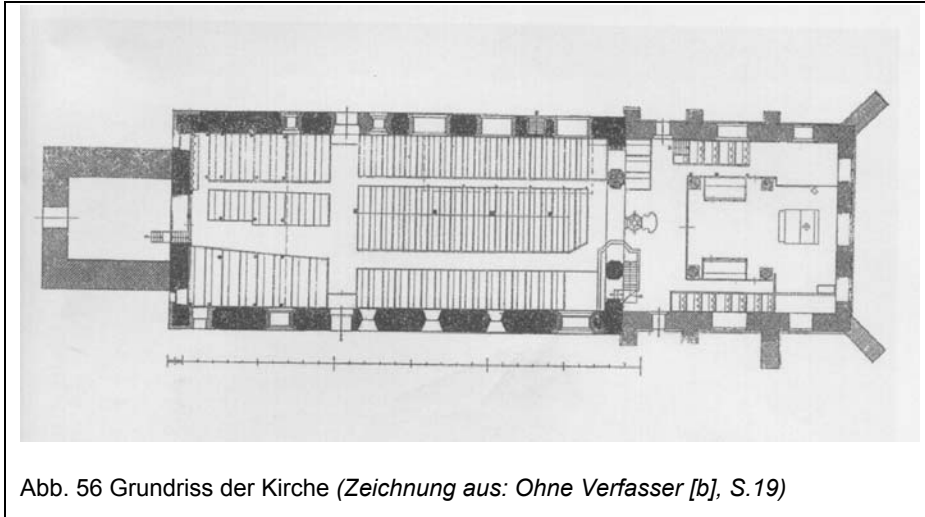 Abb. 56 Grundriss der Kirche (Zeichnung aus: Ohne Verfasser [b], S.19)